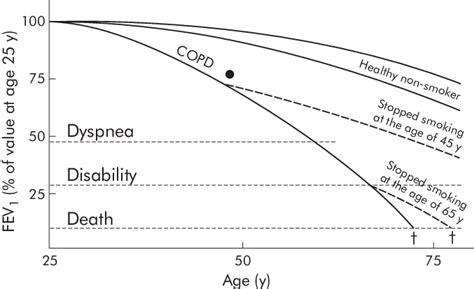 FEV1 (% of value at age 25 y)
100
75
50
25
COPD
Healthy non-smoker
Stopped smoking
at the age of 45 y
Dyspnea
Disability
Stopped smoking
at the age of 65 y
Death
† †
25 50 75
Age (y)